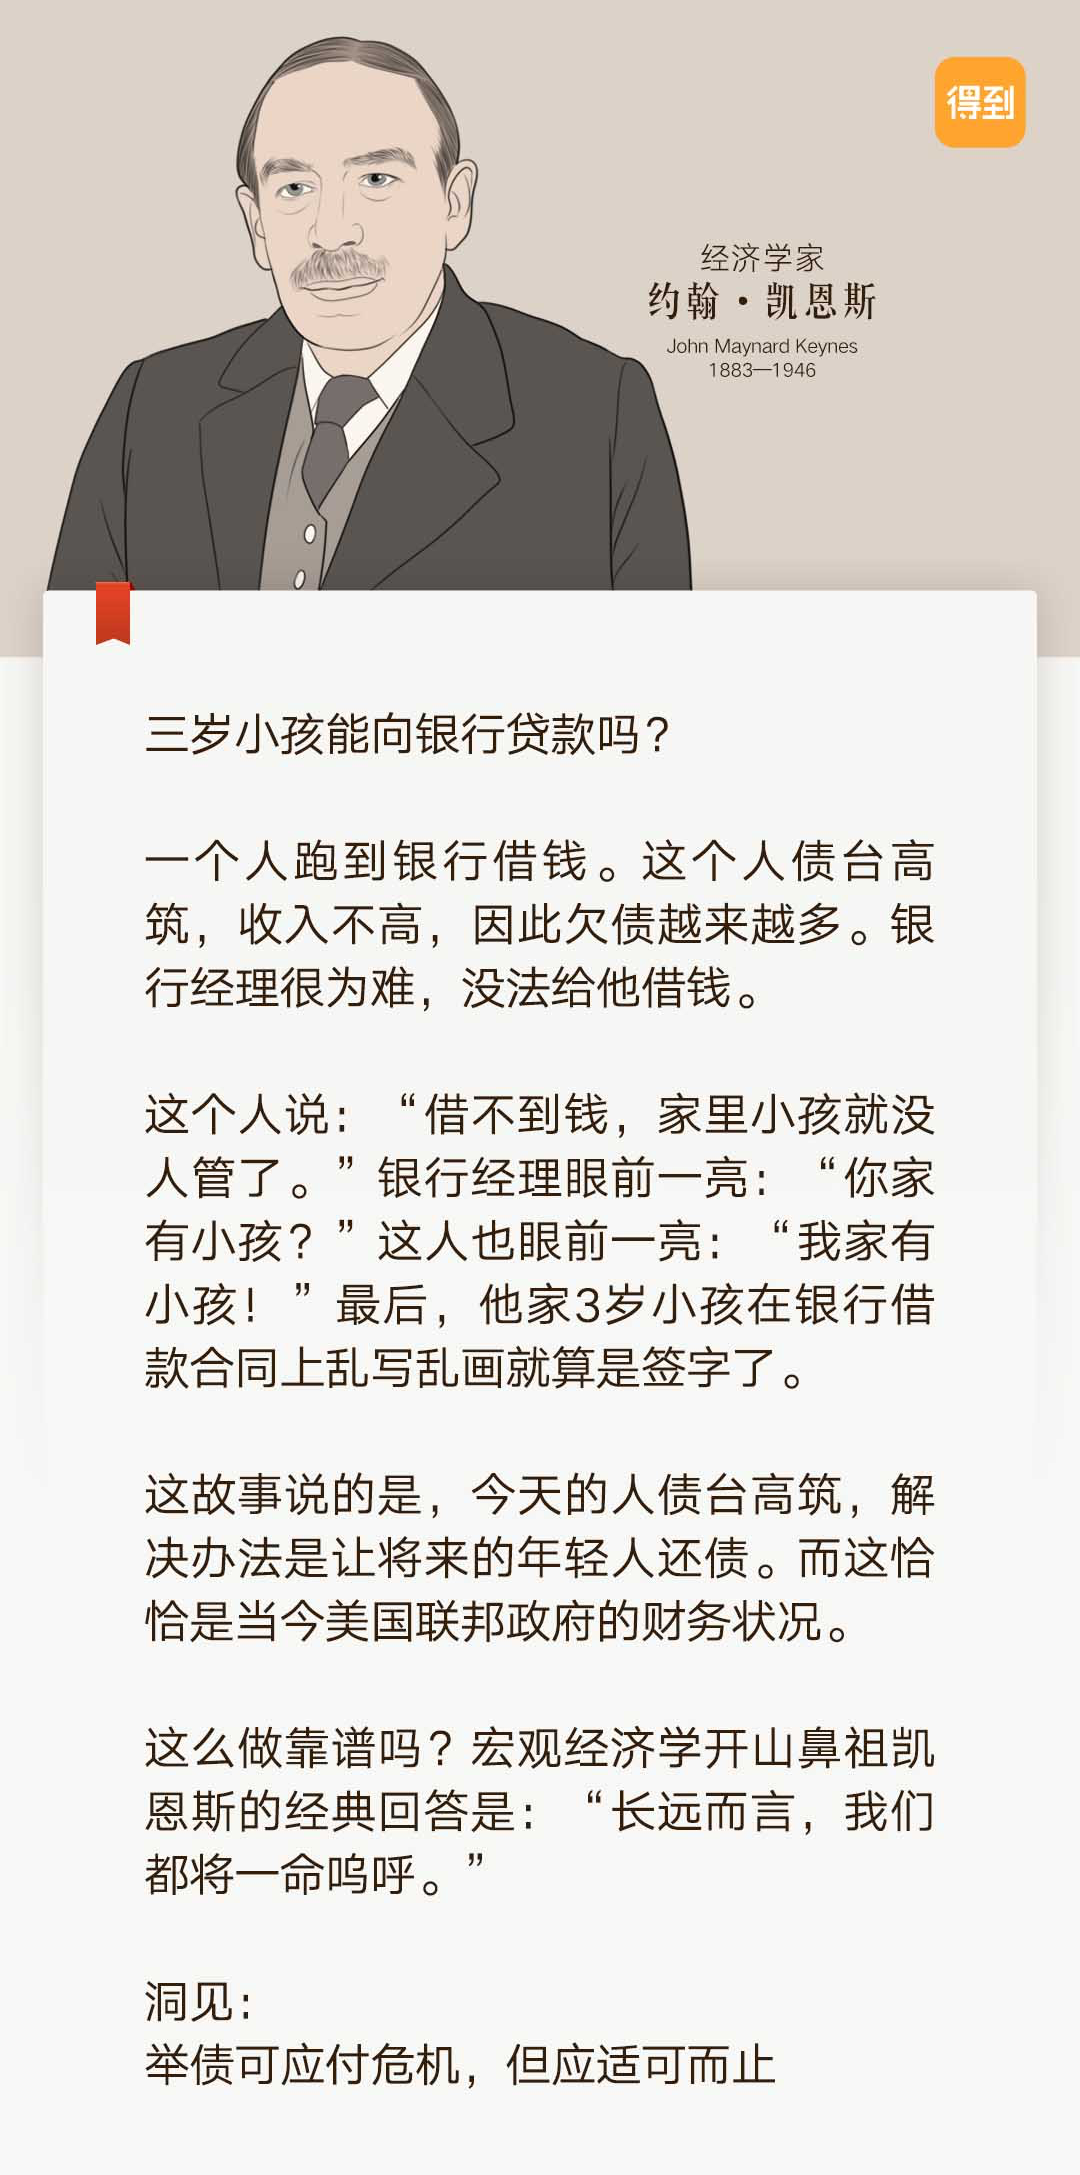 得到
经济学家
约翰·凯恩斯
John Maynard Keynes
1883—1946
三岁小孩能向银行贷款吗？
一个人跑到银行借钱。这个人债台高
筑，收入不高，因此欠债越来越多。银
行经理很为难，没法给他借钱。
这个人说：“借不到钱，家里小孩就没
人管了。”银行经理眼前一亮：“你家
有小孩？”这人也眼前一亮：“我家有
小孩！”最后，他家3岁小孩在银行借
款合同上乱写乱画就算是签字了。
这故事说的是，今天的人债台高筑，解
决办法是让将来的年轻人还债。而这恰
恰是当今美国联邦政府的财务状况。
这么做靠谱吗？宏观经济学开山鼻祖凯
恩斯的经典回答是：“长远而言，我们
都将一命呜呼。”
洞见：
举债可应付危机，但应适可而止